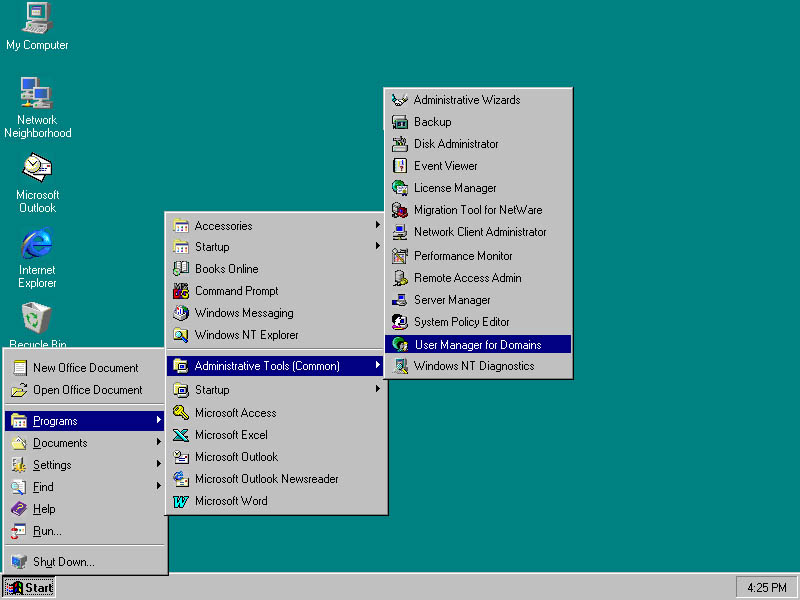 My Computer
Network
Neighborhood
Microsoft
Outlook
Internet
Explorer
Recycle Bin
New Office Document
Open Office Document
Programs
Documents
Settings
Find
Help
Run...
Shut Down...
Accessories
Startup
Books Online
Command Prompt
Windows Messaging
Windows NT Explorer
Administrative Tools (Common)
Startup
Microsoft Access
Microsoft Excel
Microsoft Outlook
Microsoft Outlook Newsreader
Microsoft Word
Administrative Wizards
Backup
Disk Administrator
Event Viewer
License Manager
Migration Tool for NetWare
Network Client Administrator
Performance Monitor
Remote Access Admin
Server Manager
System Policy Editor
User Manager for Domains
Windows NT Diagnostics
Start
4:25 PM